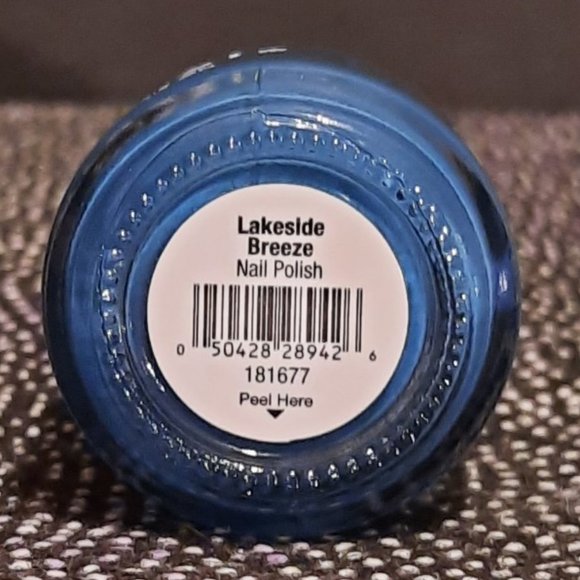 Lakeside
Breeze
Nail Polish
0 50428 28942 6
181677
Peel Here